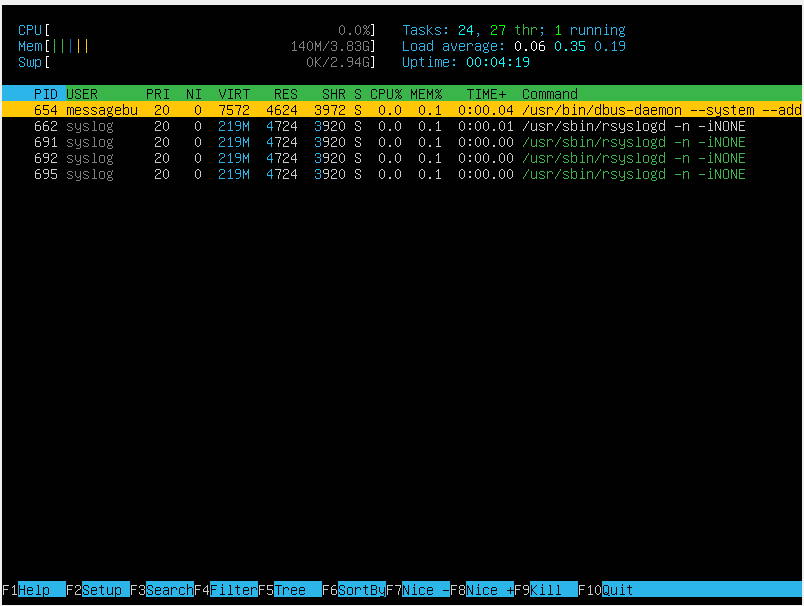 CPU[ 0.0%] Tasks: 24, 27 thr; 1 running
Mem[||||| 140M/3.83G] Load average: 0.06 0.35 0.19
Swp[ 0K/2.94G] Uptime: 00:04:19
PID USER PRI NI VIRT RES SHR S CPU% MEM% TIME+ Command
654 messagebu 20 0 7572 4624 3972 S 0.0 0.1 0:00.04 /usr/bin/dbus-daemon --system --add
662 syslog 20 0 219M 4724 3920 S 0.0 0.1 0:00.01 /usr/sbin/rsyslogd -n -iNONE
691 syslog 20 0 219M 4724 3920 S 0.0 0.1 0:00.00 /usr/sbin/rsyslogd -n -iNONE
692 syslog 20 0 219M 4724 3920 S 0.0 0.1 0:00.00 /usr/sbin/rsyslogd -n -iNONE
695 syslog 20 0 219M 4724 3920 S 0.0 0.1 0:00.00 /usr/sbin/rsyslogd -n -iNONE
F1Help F2Setup F3SearchF4FilterF5Tree F6SortByF7Nice -F8Nice +F9Kill F10Quit